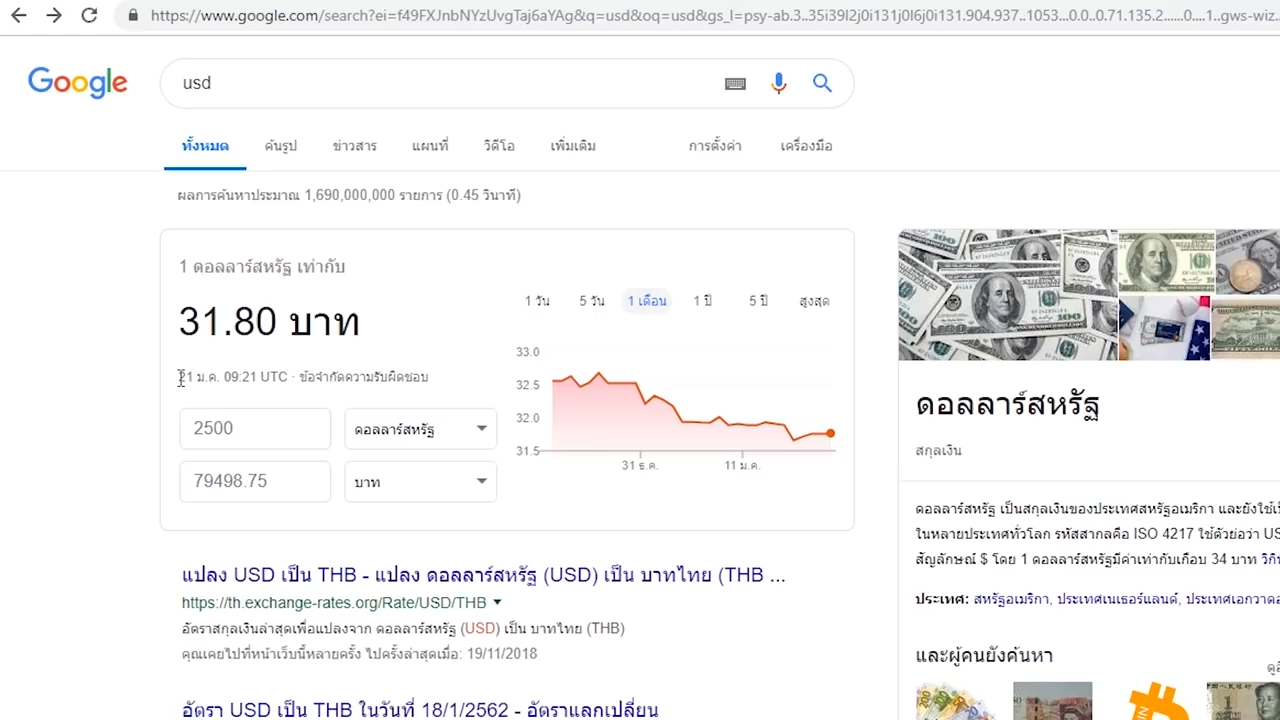 https://www.google.com/search?ei=f49FXJnbNYzUvgTaj6aYAg&q=usd&oq=usd&gs_l=psy-ab.3..35i39l2j0i131j0l6j0i131.904.937..1053...0.0..0.71.135.2......0....1..gws-wiz...
Google
usd
ทั้งหมด ค้นรูป ข่าวสาร แผนที่ วิดีโอ เพิ่มเติม การตั้งค่า เครื่องมือ
ผลการค้นหาประมาณ 1,690,000,000 รายการ (0.45 วินาที)
1 ดอลลาร์สหรัฐ เท่ากับ
31.80 บาท
21 ม.ค. 09:21 UTC · ข้อจำกัดความรับผิดชอบ
2500 ดอลลาร์สหรัฐ
79498.75 บาท
1 วัน 5 วัน 1 เดือน 1 ปี 5 ปี สูงสุด
33.0
32.5
32.0
31.5
31 ธ.ค. 11 ม.ค.
แปลง USD เป็น THB - แปลง ดอลลาร์สหรัฐ (USD) เป็น บาทไทย (THB ...
https://th.exchange-rates.org/Rate/USD/THB
อัตราสกุลเงินล่าสุดเพื่อแปลงจาก ดอลลาร์สหรัฐ (USD) เป็น บาทไทย (THB)
คุณเคยไปที่หน้าเว็บนี้หลายครั้ง ไปครั้งล่าสุดเมื่อ: 19/11/2018
อัตรา USD เป็น THB ในวันที่ 18/1/2562 - อัตราแลกเปลี่ยน
ดอลลาร์สหรัฐ
สกุลเงิน
ดอลลาร์สหรัฐ เป็นสกุลเงินของประเทศสหรัฐอเมริกา และยังใช้เป็
ในหลายประเทศทั่วโลก รหัสสากลคือ ISO 4217 ใช้ตัวย่อว่า US
สัญลักษณ์ $ โดย 1 ดอลลาร์สหรัฐมีค่าเท่ากับเกือบ 34 บาท วิกิ
ประเทศ: สหรัฐอเมริกา, ประเทศเนเธอร์แลนด์, ประเทศเอกวาดอ
และผู้คนยังค้นหา